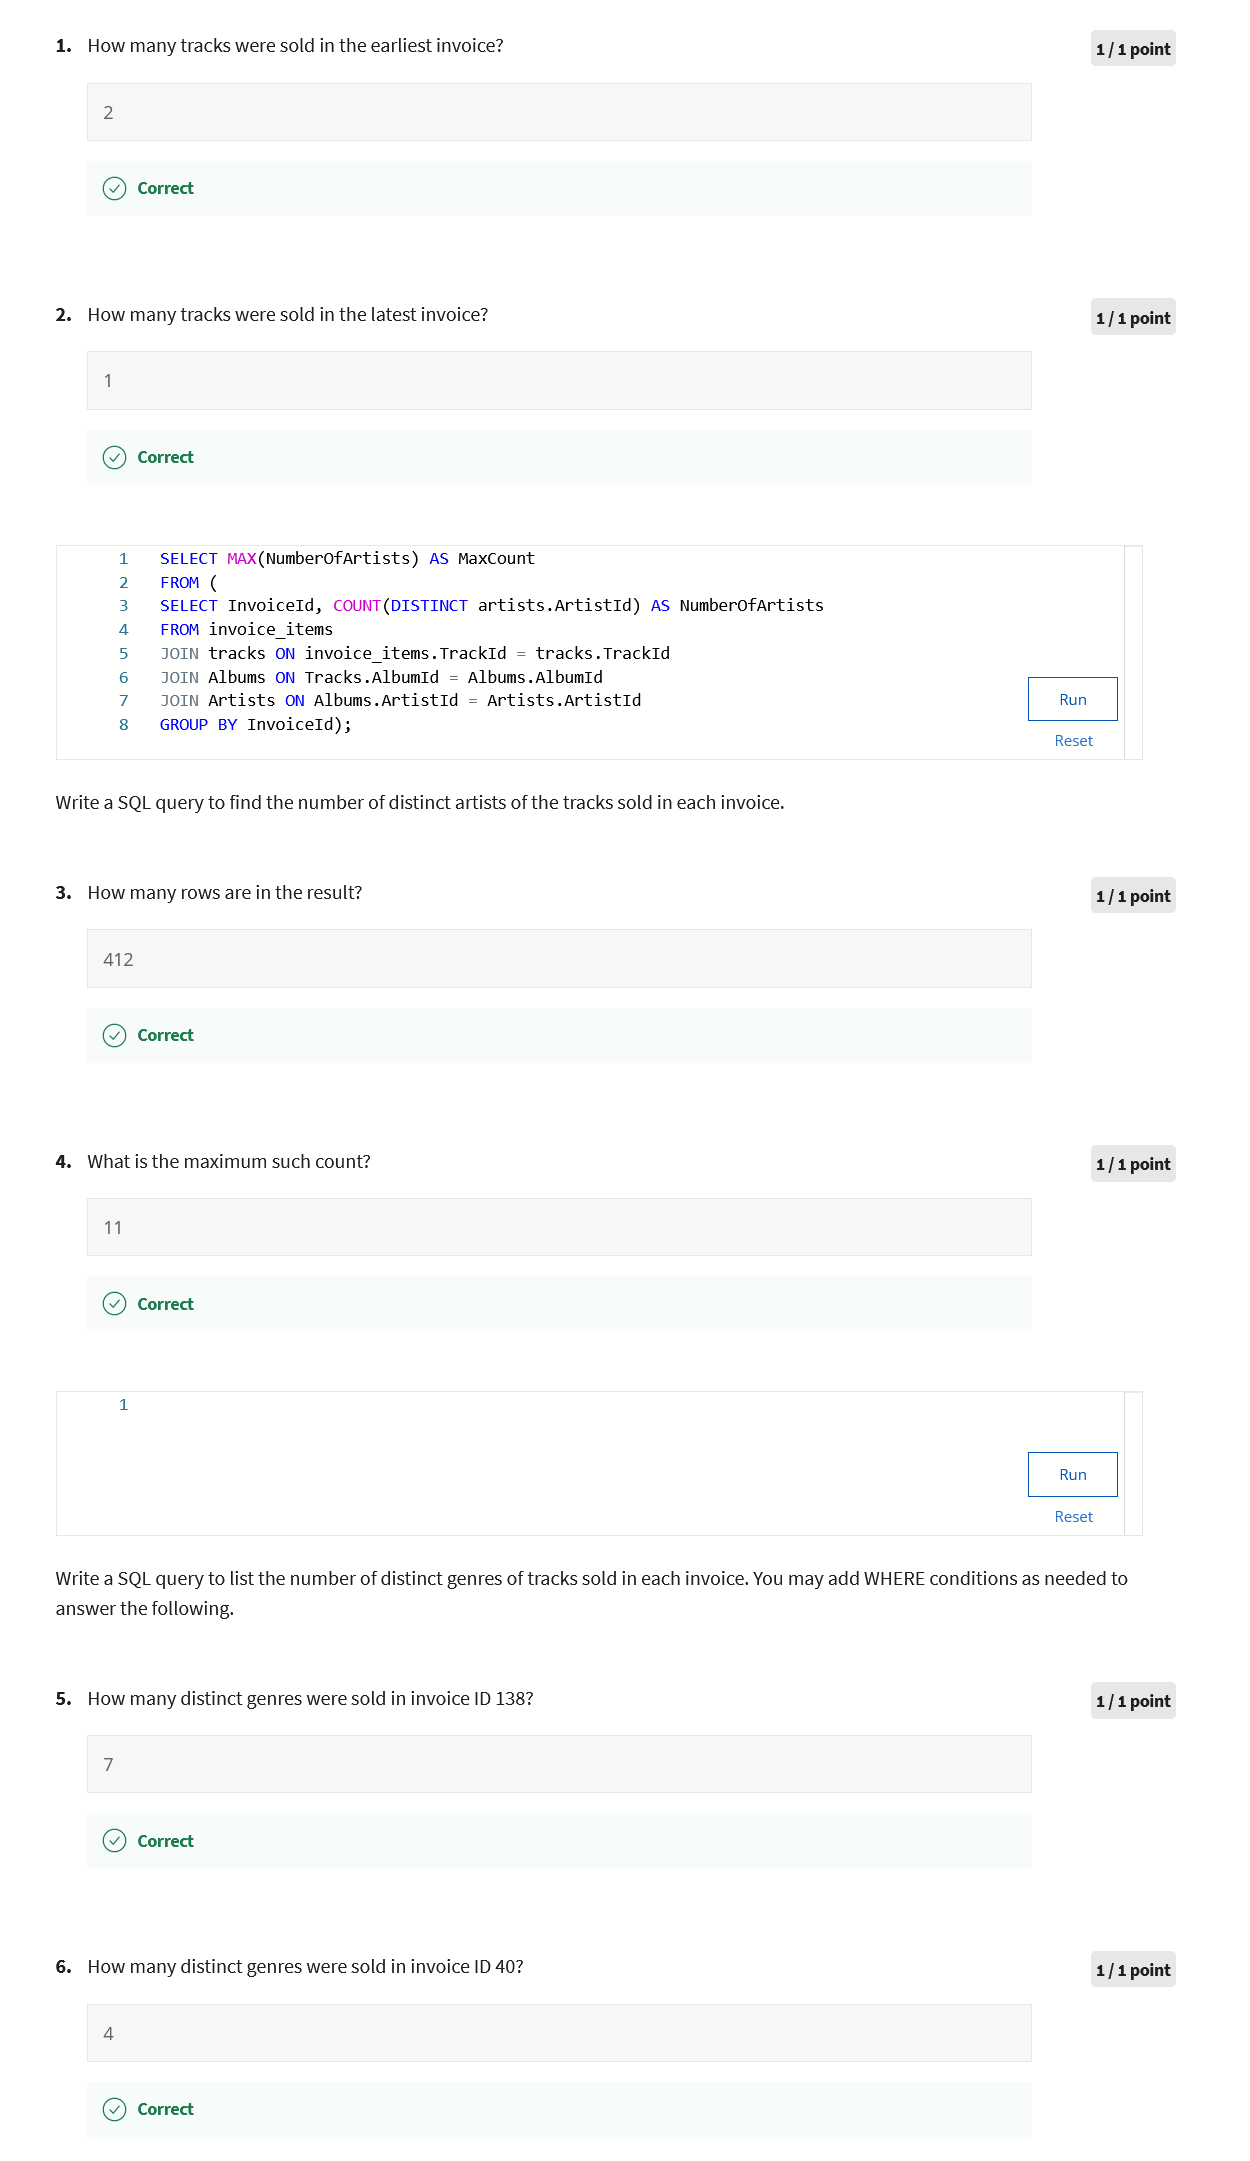 1. How many tracks were sold in the earliest invoice?
1 / 1 point
2
Correct
2. How many tracks were sold in the latest invoice?
1 / 1 point
1
Correct
1 SELECT MAX(NumberOfArtists) AS MaxCount
2 FROM (
3 SELECT InvoiceId, COUNT(DISTINCT artists.ArtistId) AS NumberOfArtists
4 FROM invoice_items
5 JOIN tracks ON invoice_items.TrackId = tracks.TrackId
6 JOIN Albums ON Tracks.AlbumId = Albums.AlbumId
7 JOIN Artists ON Albums.ArtistId = Artists.ArtistId
8 GROUP BY InvoiceId);
Run
Reset
Write a SQL query to find the number of distinct artists of the tracks sold in each invoice.
3. How many rows are in the result?
1 / 1 point
412
Correct
4. What is the maximum such count?
1 / 1 point
11
Correct
1
Run
Reset
Write a SQL query to list the number of distinct genres of tracks sold in each invoice. You may add WHERE conditions as needed to
answer the following.
5. How many distinct genres were sold in invoice ID 138?
1 / 1 point
7
Correct
6. How many distinct genres were sold in invoice ID 40?
1 / 1 point
4
Correct